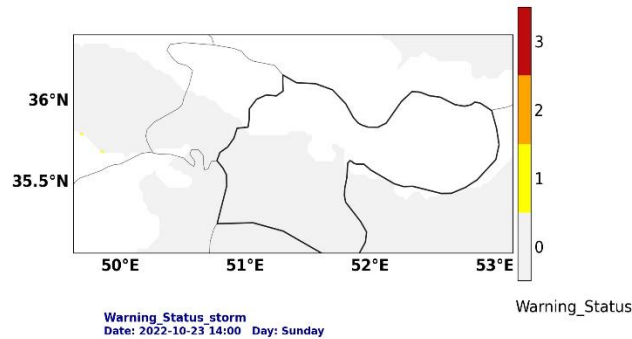 3
2
1
0
36°N
35.5°N
50°E
51°E
52°E
53°E
Warning_Status
Warning_Status_storm
Date: 2022-10-23 14:00 Day: Sunday